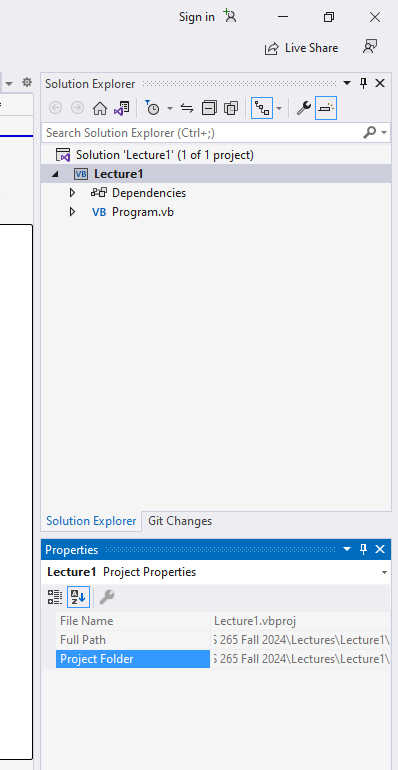 Sign in
Live Share
Solution Explorer
Search Solution Explorer (Ctrl+;)
Solution 'Lecture1' (1 of 1 project)
VB Lecture1
Dependencies
VB Program.vb
Solution Explorer Git Changes
Properties
Lecture1 Project Properties
File Name Lecture1.vbproj
Full Path S 265 Fall 2024\Lectures\Lecture1\
Project Folder S 265 Fall 2024\Lectures\Lecture1\